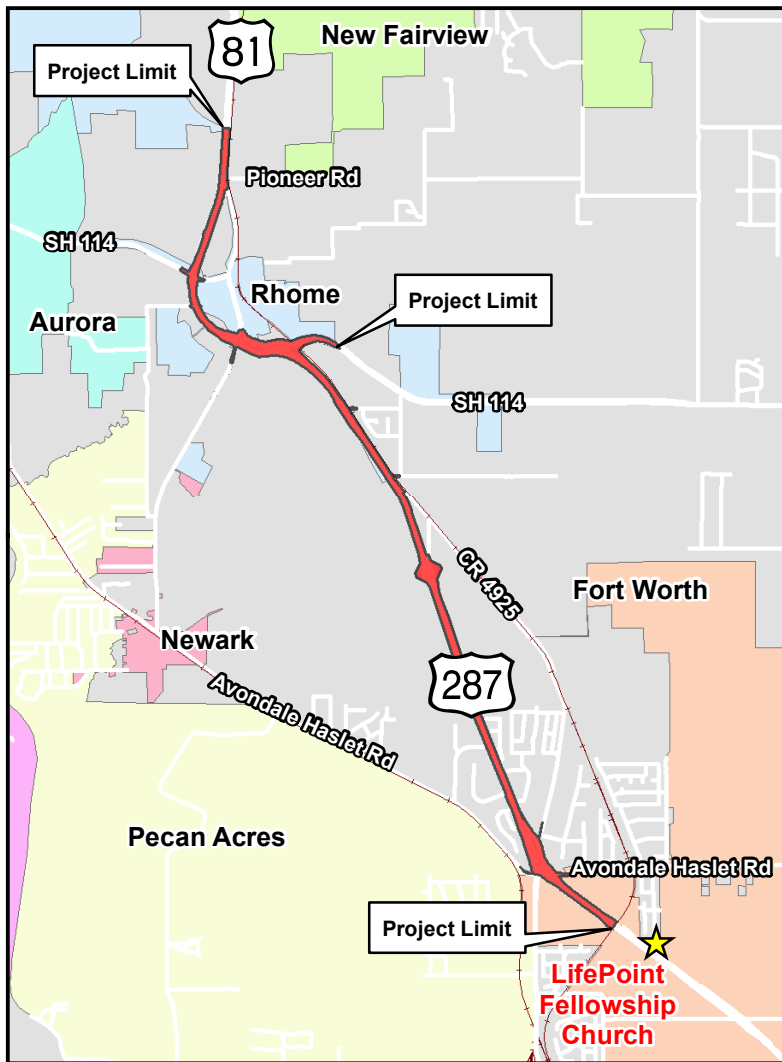 New Fairview
81
Project Limit
Pioneer Rd
SH 114
Rhome
Project Limit
Aurora
SH 114
CR 4925
Fort Worth
Newark
287
Avondale Haslet Rd
Pecan Acres
Avondale Haslet Rd
Project Limit
LifePoint
Fellowship
Church